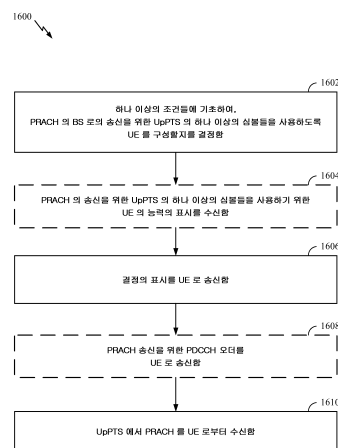 1600
1602
하나 이상의 조건들에 기초하여,
PRACH 의 BS 로의 송신을 위한 UpPTS 의 하나 이상의 심볼들을 사용하도록
UE 를 구성할지를 결정함
1604
PRACH 의 송신을 위한 UpPTS 의 하나 이상의 심볼들을 사용하기 위한
UE 의 능력의 표시를 수신함
1606
결정의 표시를 UE 로 송신함
1608
PRACH 송신을 위한 PDCCH 오더를
UE 로 송신함
1610
UpPTS 에서 PRACH 를 UE 로부터 수신함